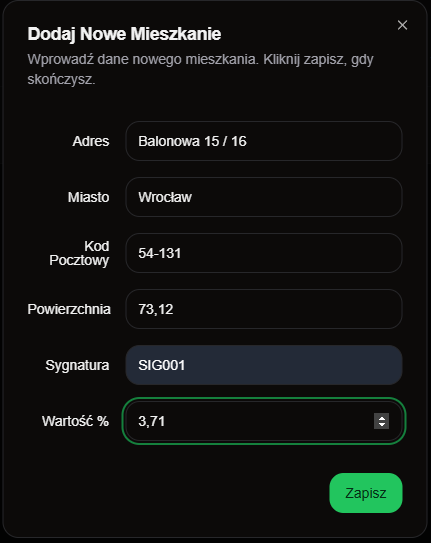 Dodaj Nowe Mieszkanie
Wprowadź dane nowego mieszkania. Kliknij zapisz, gdy
skończysz.
Adres Balonowa 15 / 16
Miasto Wrocław
Kod
Pocztowy 54-131
Powierzchnia 73,12
Sygnatura SIG001
Wartość % 3,71
Zapisz